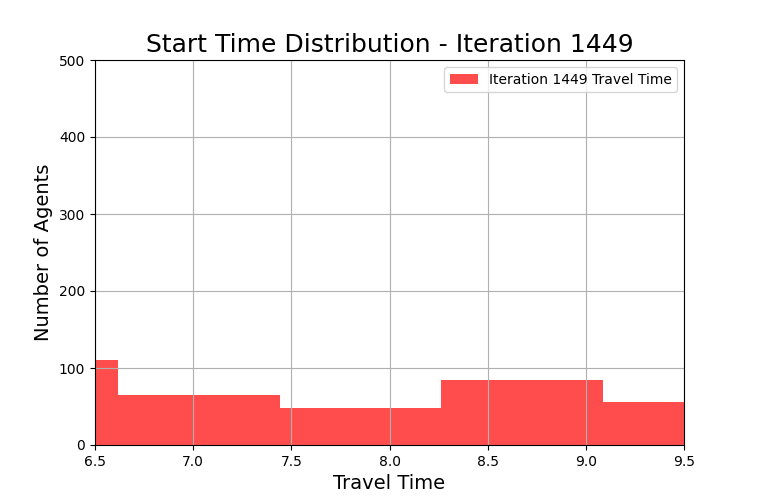 Start Time Distribution - Iteration 1449
Iteration 1449 Travel Time
Number of Agents
500
400
300
200
100
0
6.5 7.0 7.5 8.0 8.5 9.0 9.5
Travel Time